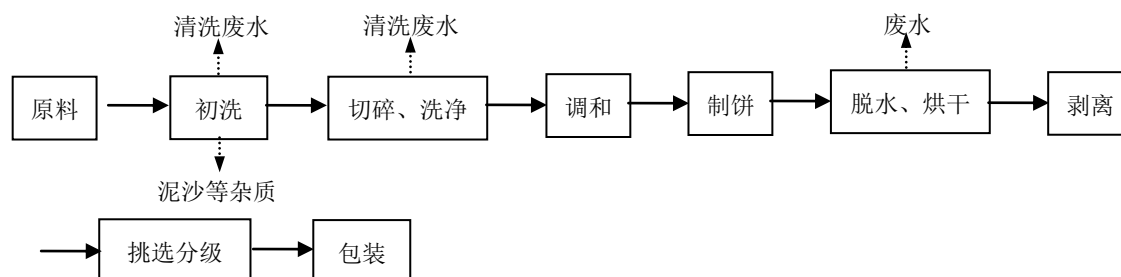 清洗废水 清洗废水 废水
原料 初洗 切碎、洗净 调和 制饼 脱水、烘干 剥离
泥沙等杂质
挑选分级 包装